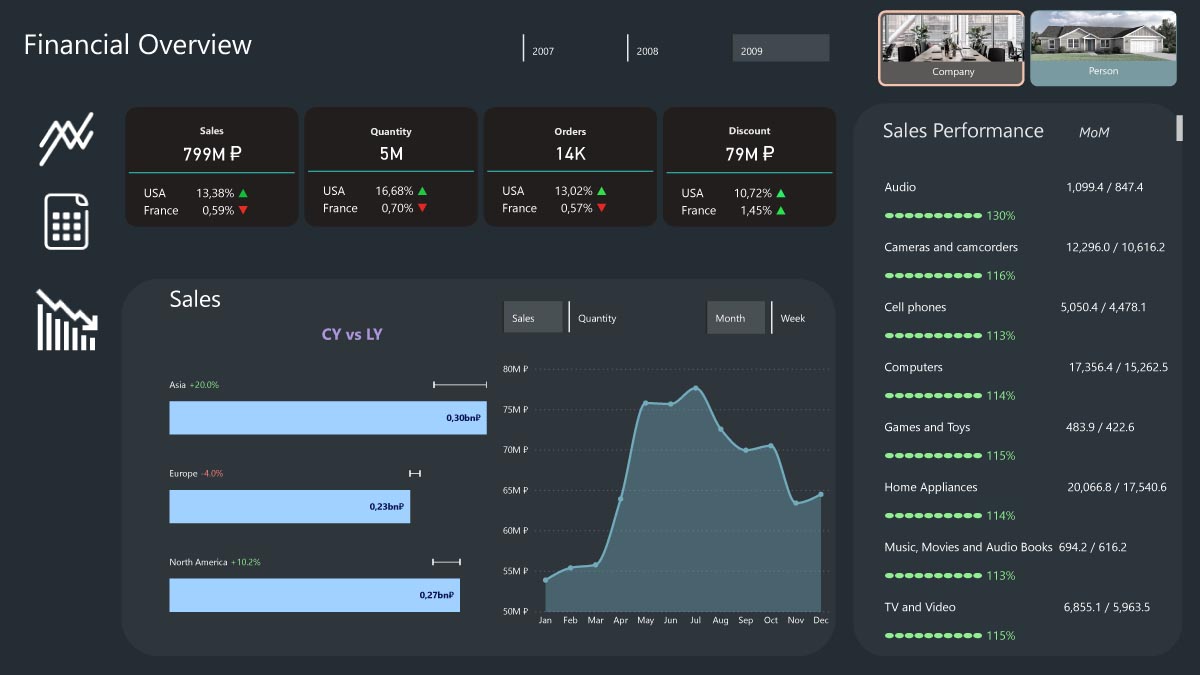 Financial Overview
2007
2008
2009
Company
Person
Sales
799M ₽
USA 13,38% ▲
France 0,59% ▼
Quantity
5M
USA 16,68% ▲
France 0,70% ▼
Orders
14K
USA 13,02% ▲
France 0,57% ▼
Discount
79M ₽
USA 10,72% ▲
France 1,45% ▲
Sales
CY vs LY
Asia +20.0%
0,30bn₽
Europe -4.0%
0,23bn₽
North America +10.2%
0,27bn₽
Sales
Quantity
Month
Week
80M ₽
75M ₽
70M ₽
65M ₽
60M ₽
55M ₽
50M ₽
Jan Feb Mar Apr May Jun Jul Aug Sep Oct Nov Dec
Sales Performance MoM
Audio 1,099.4 / 847.4
130%
Cameras and camcorders 12,296.0 / 10,616.2
116%
Cell phones 5,050.4 / 4,478.1
113%
Computers 17,356.4 / 15,262.5
114%
Games and Toys 483.9 / 422.6
115%
Home Appliances 20,066.8 / 17,540.6
114%
Music, Movies and Audio Books 694.2 / 616.2
113%
TV and Video 6,855.1 / 5,963.5
115%